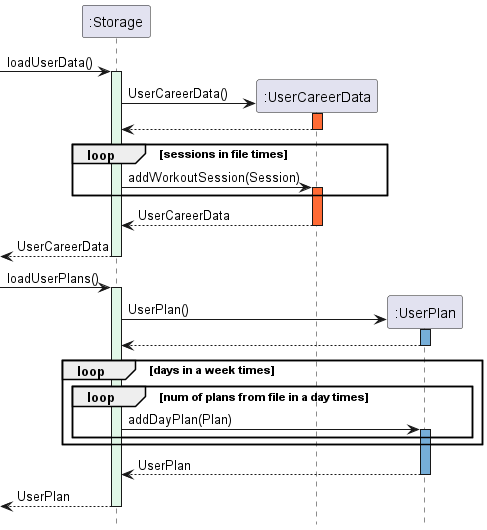 :Storage
loadUserData()
UserCareerData()
:UserCareerData
loop [sessions in file times]
addWorkoutSession(Session)
UserCareerData
UserCareerData
loadUserPlans()
UserPlan()
:UserPlan
loop [days in a week times]
loop [num of plans from file in a day times]
addDayPlan(Plan)
UserPlan
UserPlan